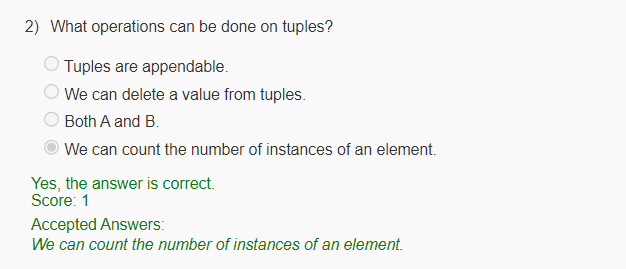 2) What operations can be done on tuples?
Tuples are appendable.
We can delete a value from tuples.
Both A and B.
We can count the number of instances of an element.
Yes, the answer is correct.
Score: 1
Accepted Answers:
We can count the number of instances of an element.